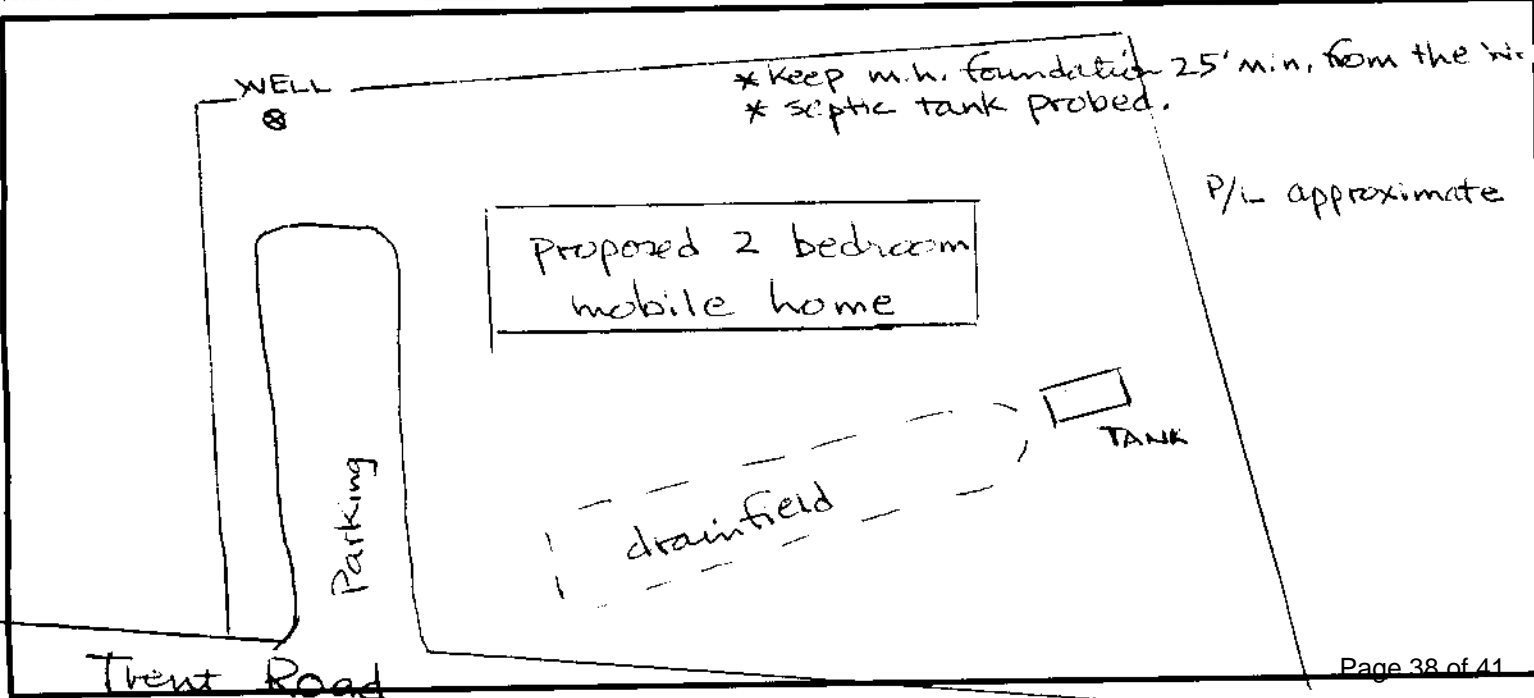 WELL
* Keep m.h. foundation 25' min. from the
* septic tank probed.
P/L approximate
proposed 2 bedroom
mobile home
TANK
drainfield
Parking
Trent Road
Page 38 of 41